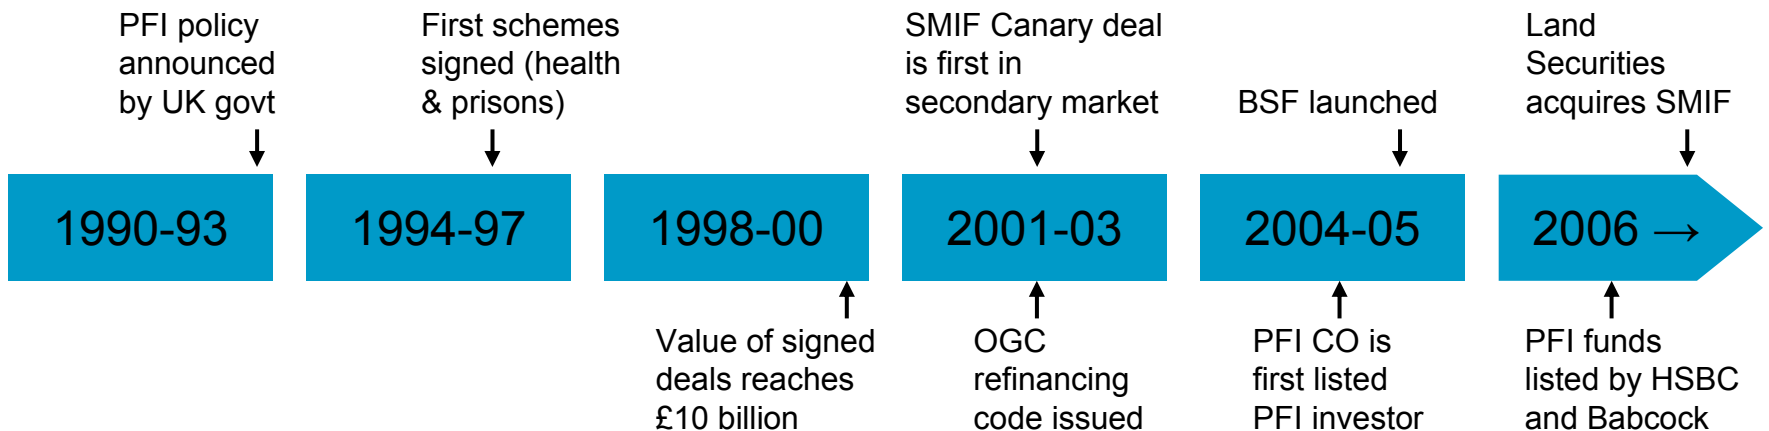 PFI policy
announced
by UK govt
First schemes
signed (health
& prisons)
SMIF Canary deal
is first in
secondary market
BSF launched
Land
Securities
acquires SMIF
1990-93
1994-97
1998-00
2001-03
2004-05
2006 →
Value of signed
deals reaches
£10 billion
OGC
refinancing
code issued
PFI CO is
first listed
PFI investor
PFI funds
listed by HSBC
and Babcock